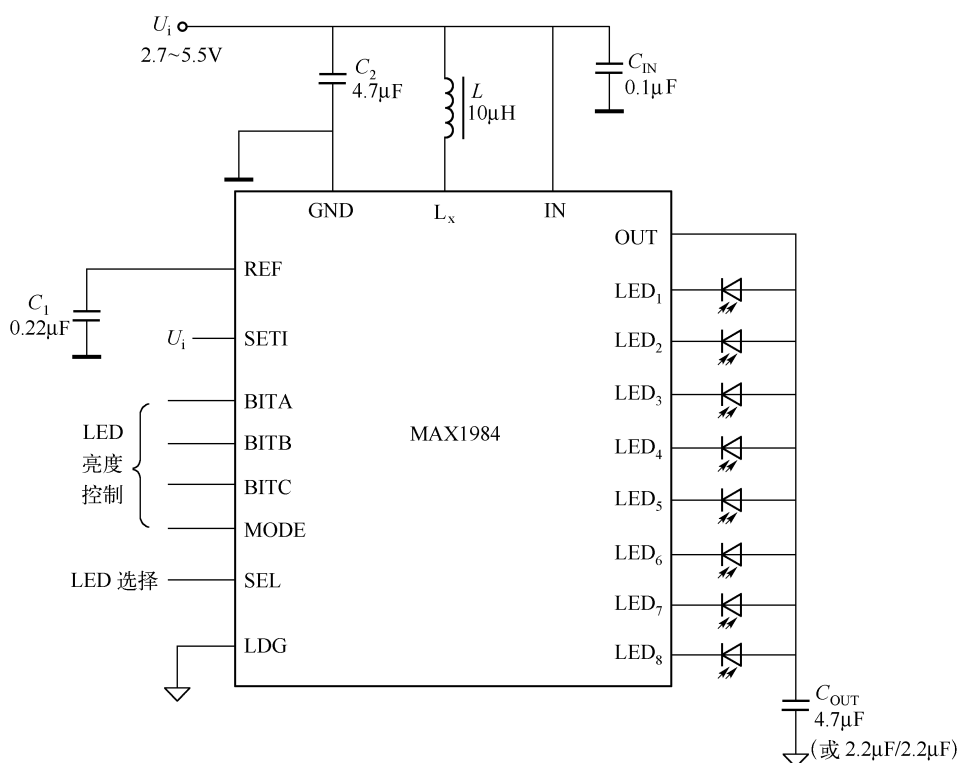 Uᵢ
2.7~5.5V
C₂
4.7μF
L
10μH
C_IN
0.1μF
GND
Lₓ
IN
OUT
REF
C₁
0.22μF
Uᵢ
SETI
LED
亮度
控制
BITA
BITB
BITC
MODE
LED 选择
SEL
LDG
MAX1984
LED₁
LED₂
LED₃
LED₄
LED₅
LED₆
LED₇
LED₈
C_OUT
4.7μF
(或 2.2μF/2.2μF)